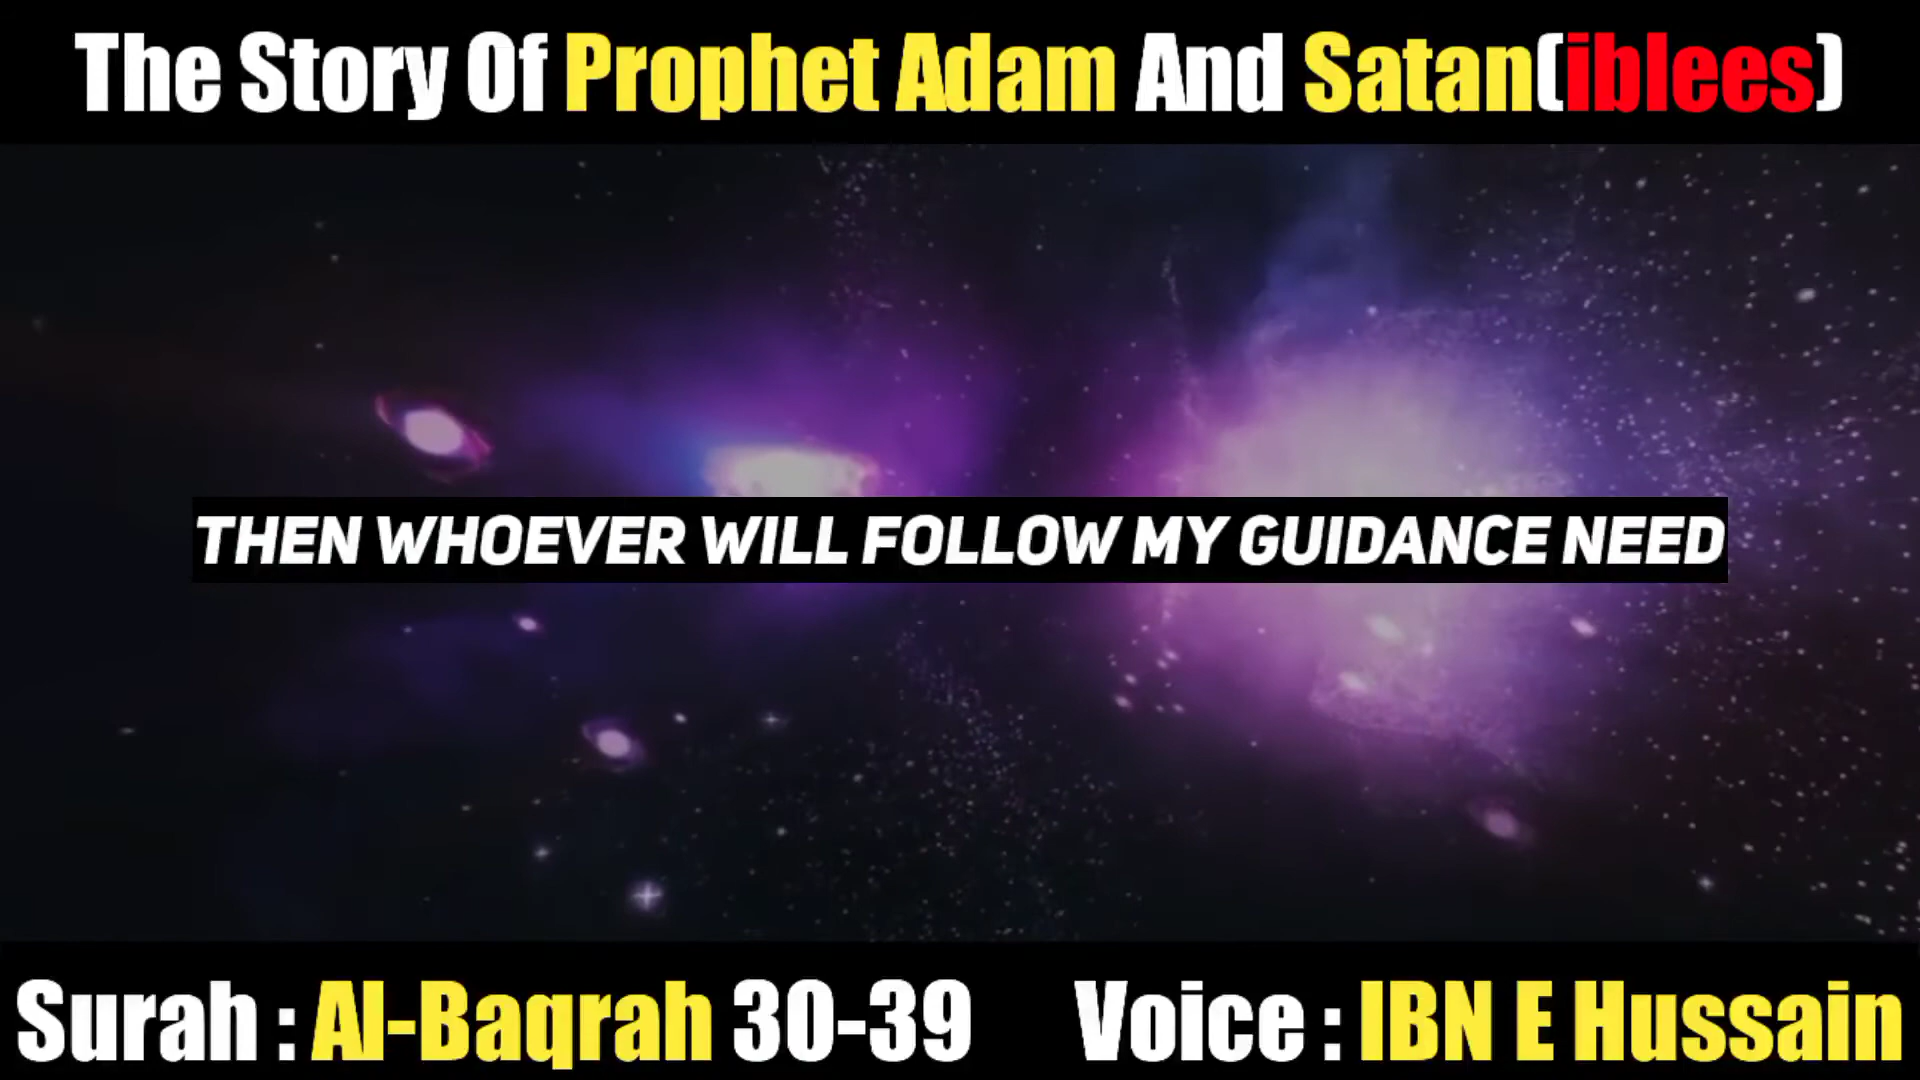 The Story Of Prophet Adam And Satan(iblees)
THEN WHOEVER WILL FOLLOW MY GUIDANCE NEED
Surah : Al-Baqrah 30-39 Voice : IBN E Hussain